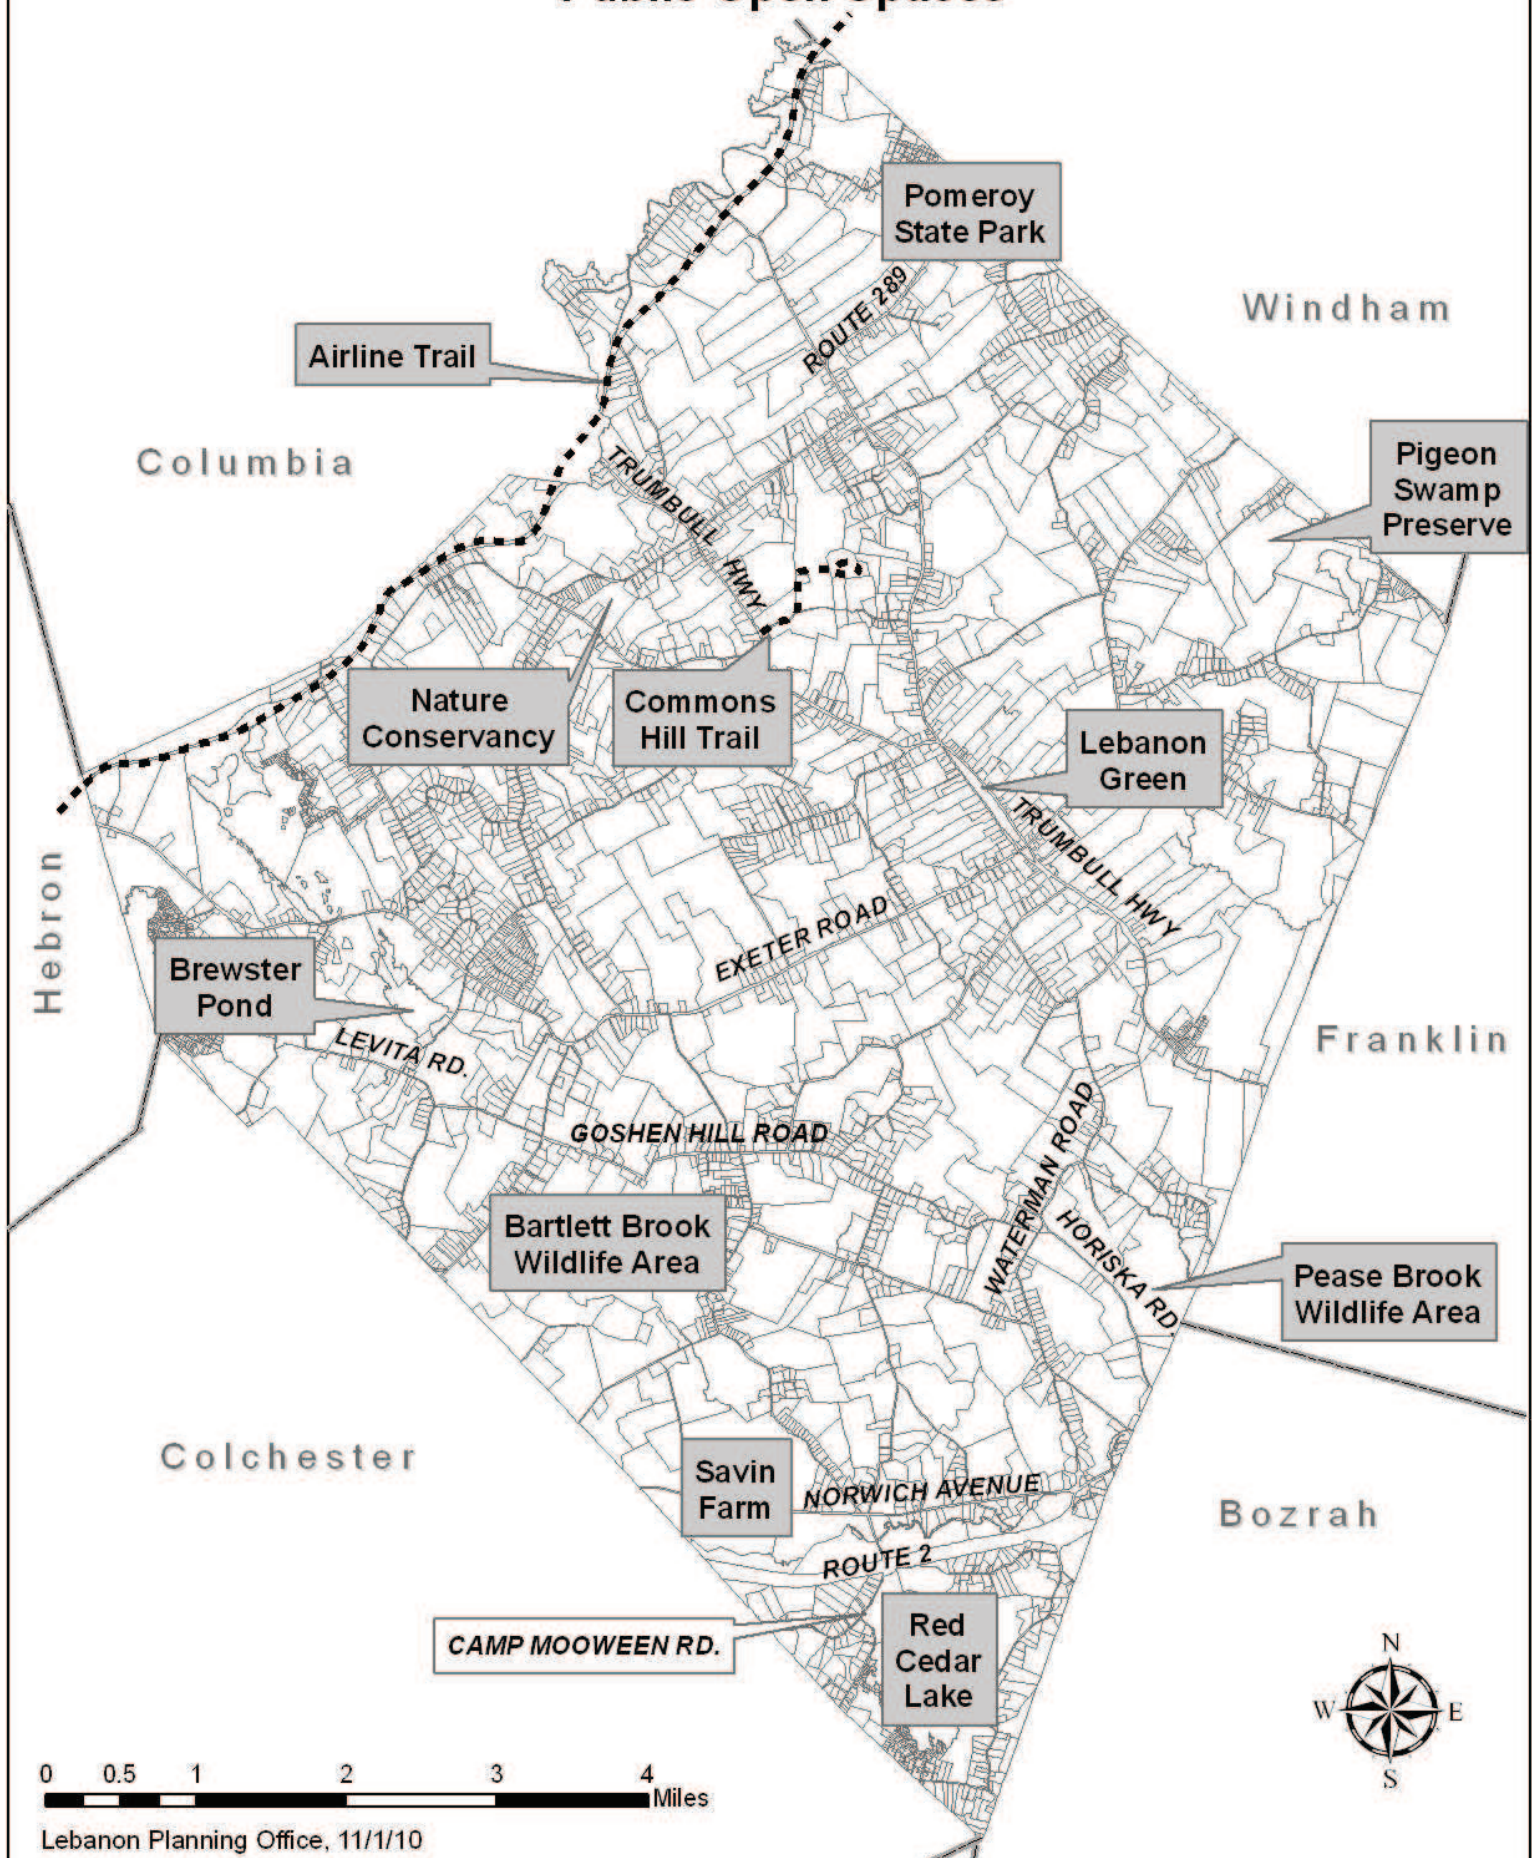 Public Open Spaces
Pomeroy
State Park
ROUTE 289
Windham
Airline Trail
Columbia
TRUMBULL HWY
Pigeon
Swamp
Preserve
Nature
Conservancy
Commons
Hill Trail
Lebanon
Green
TRUMBULL HWY
Hebron
EXETER ROAD
Brewster
Pond
LEVITA RD.
Franklin
GOSHEN HILL ROAD
WATERMAN ROAD
HORISKA RD.
Bartlett Brook
Wildlife Area
Pease Brook
Wildlife Area
Colchester
Savin
Farm
NORWICH AVENUE
Bozrah
ROUTE 2
CAMP MOOWEEN RD.
Red
Cedar
Lake
N
W E
S
0 0.5 1 2 3 4
Miles
Lebanon Planning Office, 11/1/10